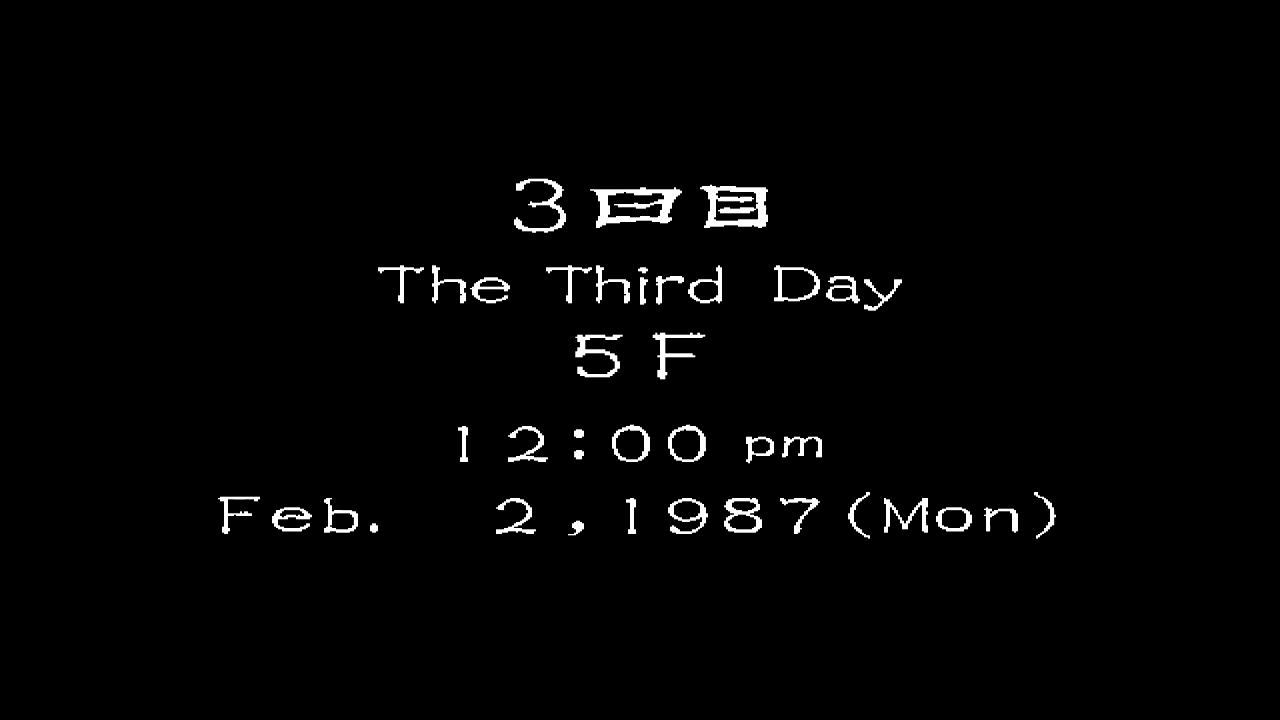 3日目
The Third Day
5F
12:00 pm
Feb. 2,1987(Mon)